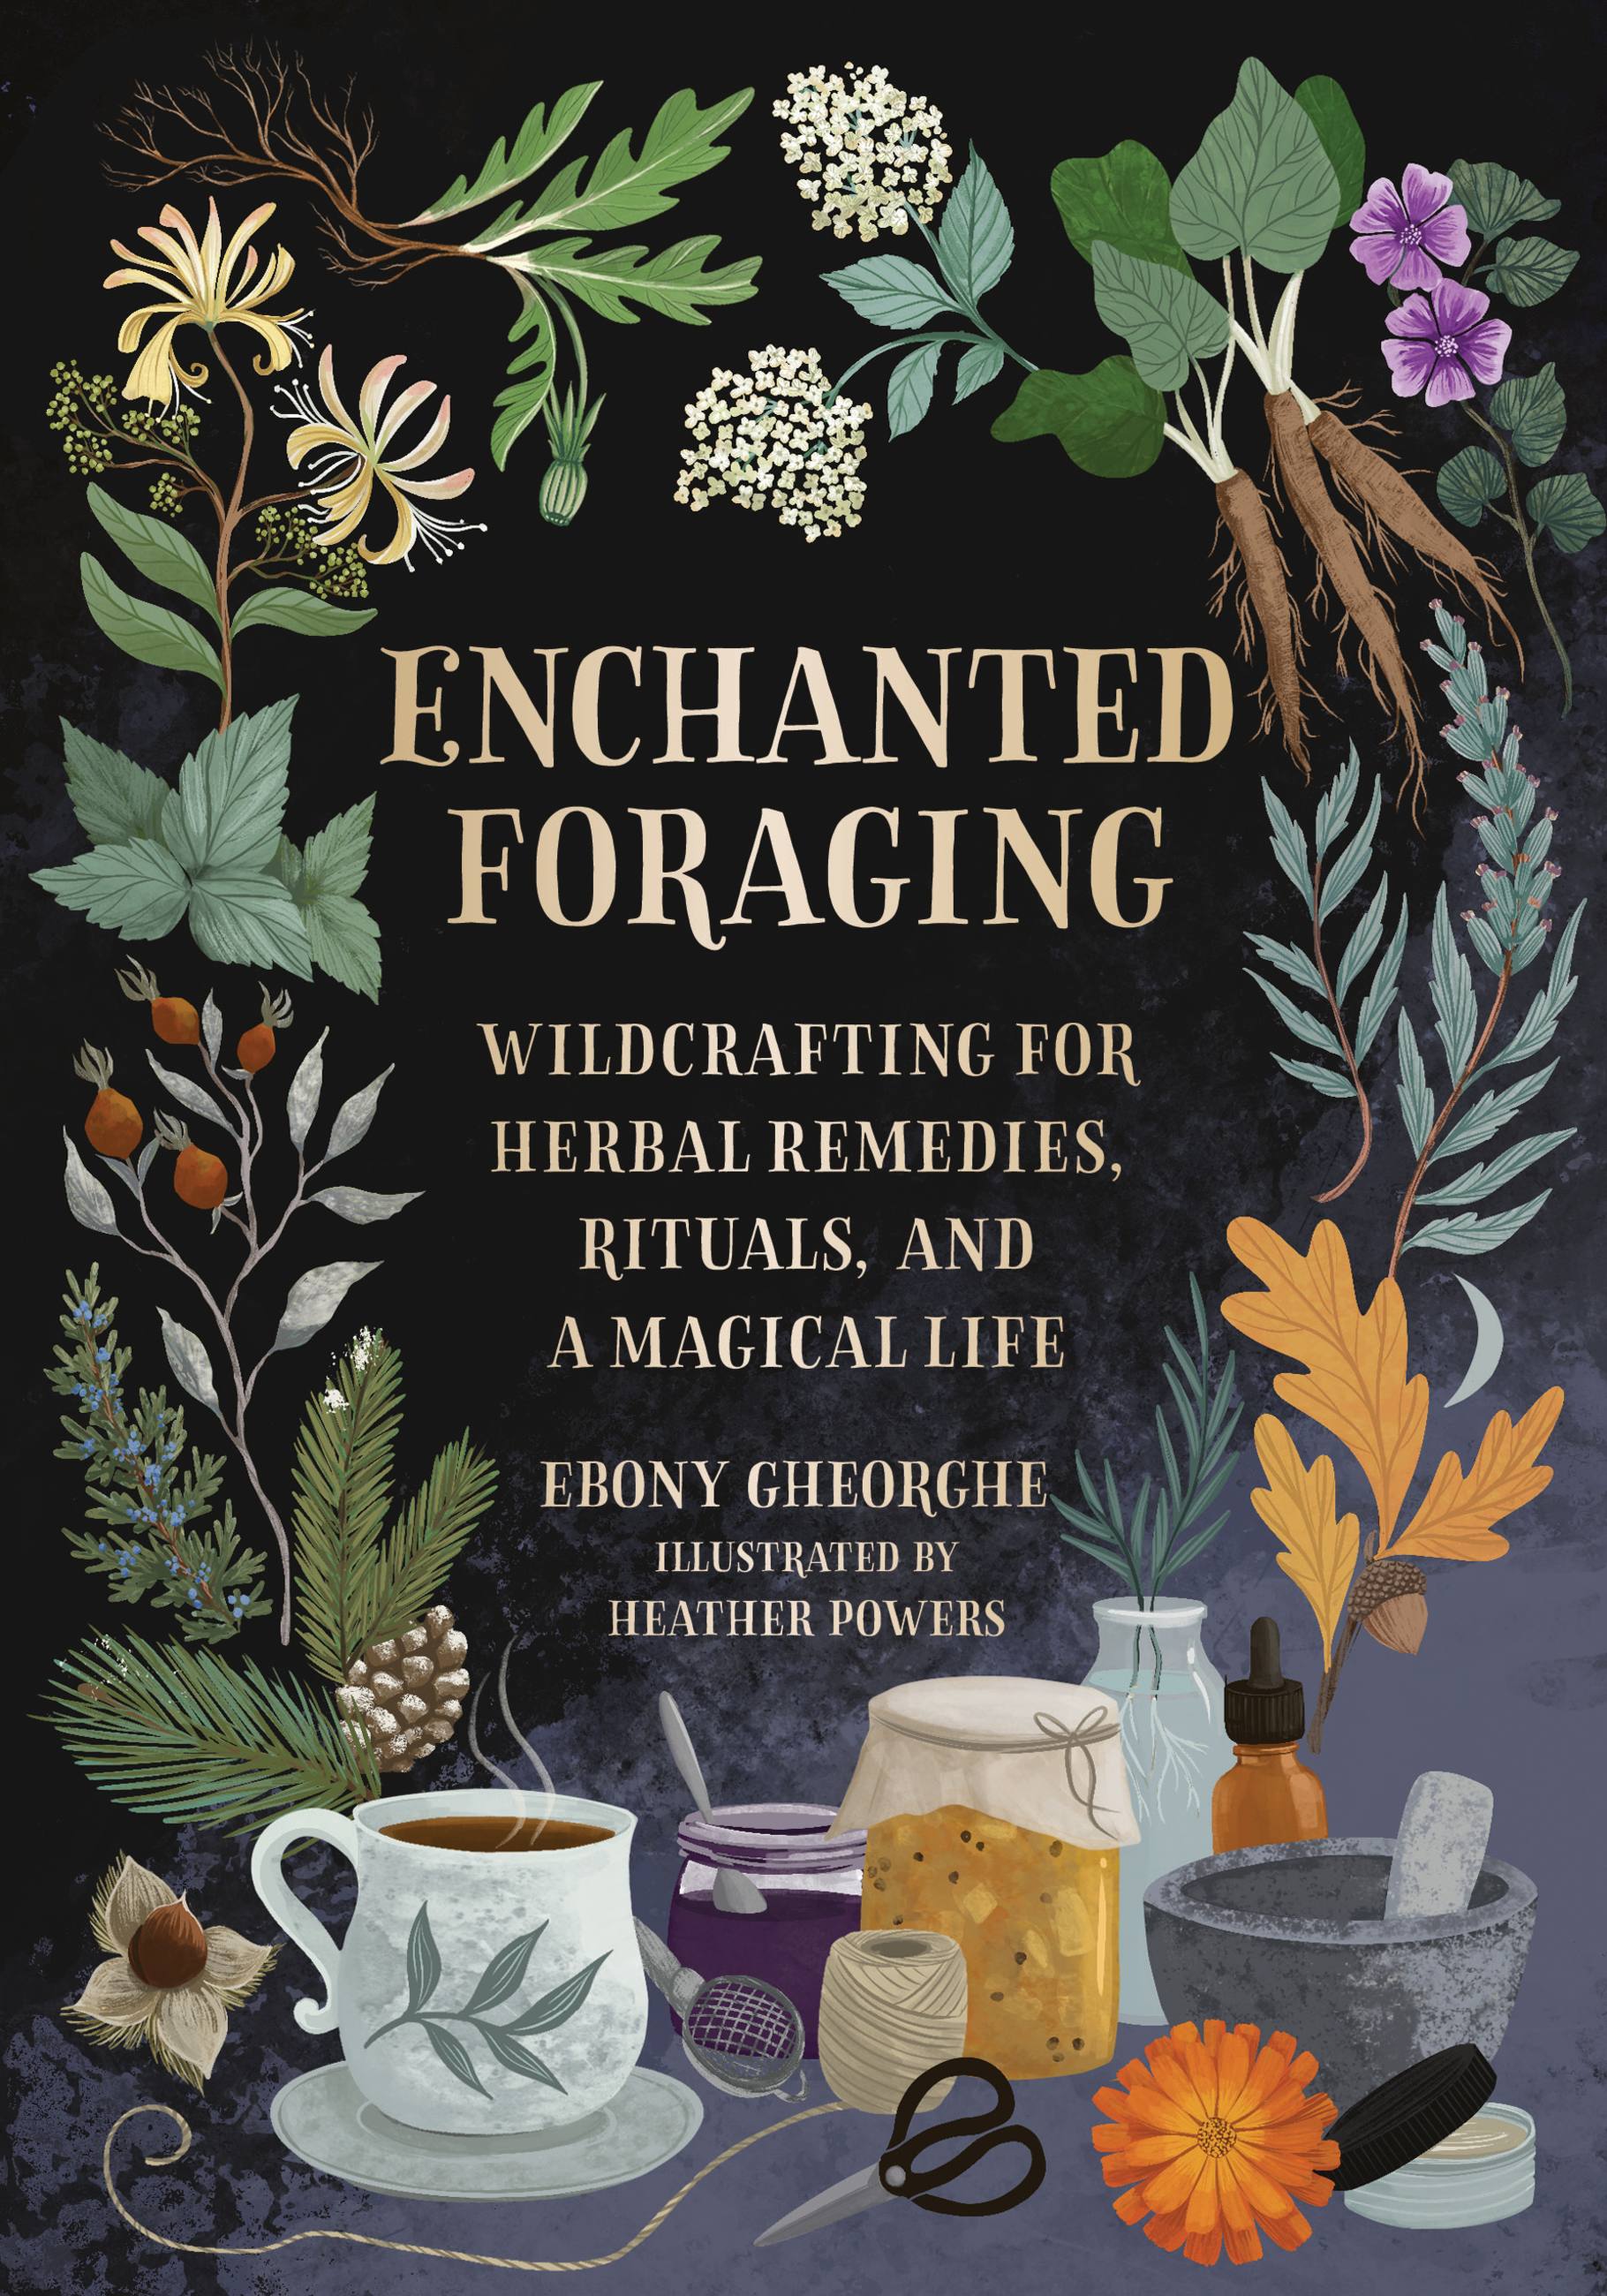 ENCHANTED
FORAGING
WILDCRAFTING FOR
HERBAL REMEDIES,
RITUALS, AND
A MAGICAL LIFE
EBONY GHEORGHE
ILLUSTRATED BY
HEATHER POWERS